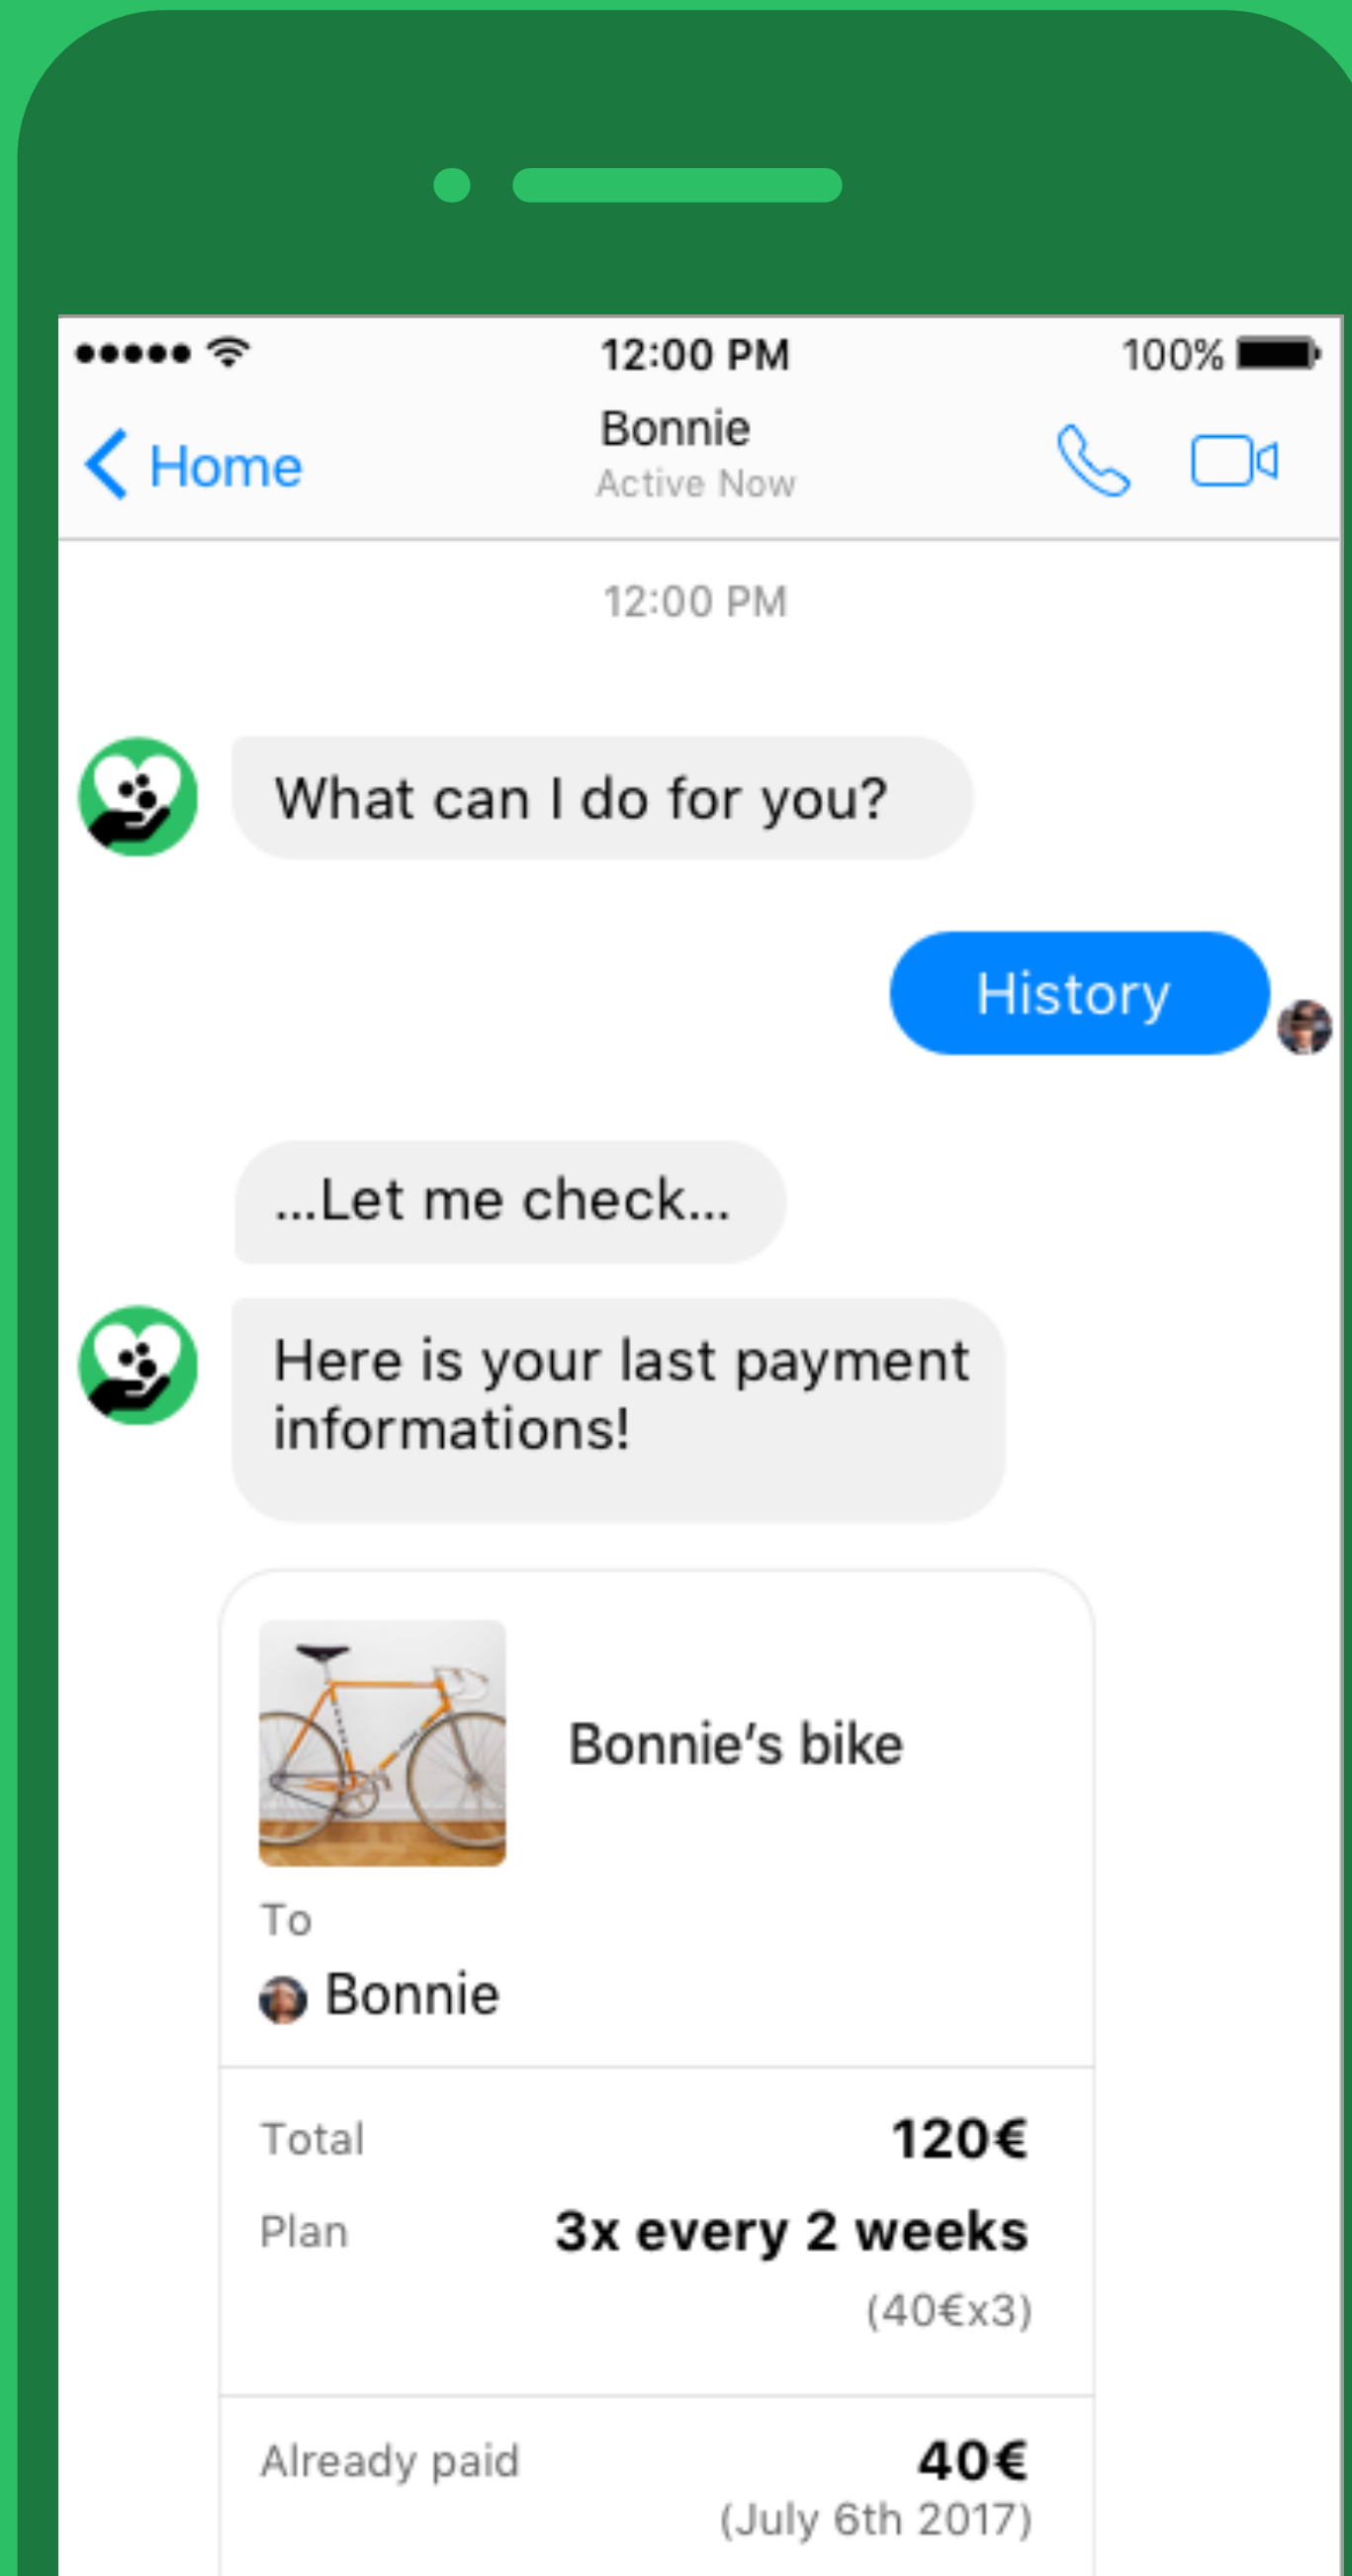 12:00 PM
100%
Home
Bonnie
Active Now
12:00 PM
What can I do for you?
History
...Let me check...
Here is your last payment
informations!
Bonnie's bike
To
Bonnie
Total 120€
Plan 3x every 2 weeks
(40€x3)
Already paid 40€
(July 6th 2017)